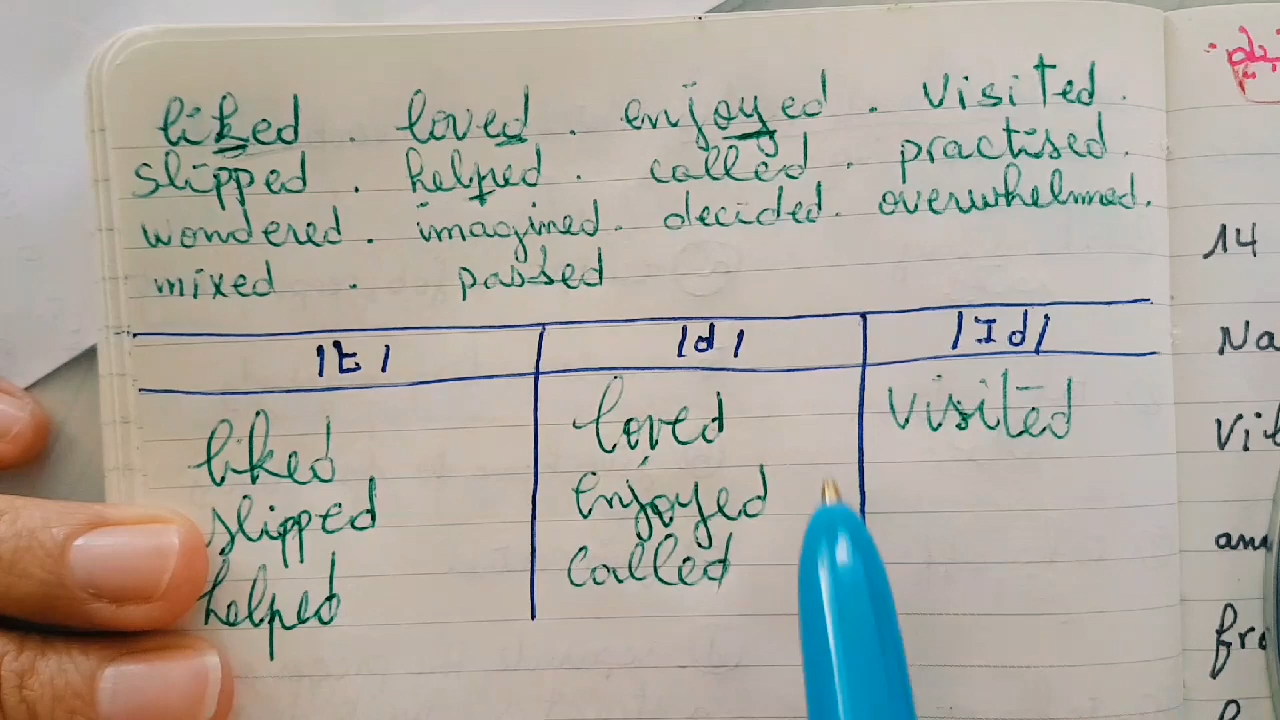 liked . loved . enjoyed . visited .
slipped . helped . called . practised .
wondered . imagined . decided . overwhelmed .
mixed . passed
/t/ /d/ /Id/
liked loved visited
slipped enjoyed
helped called
14